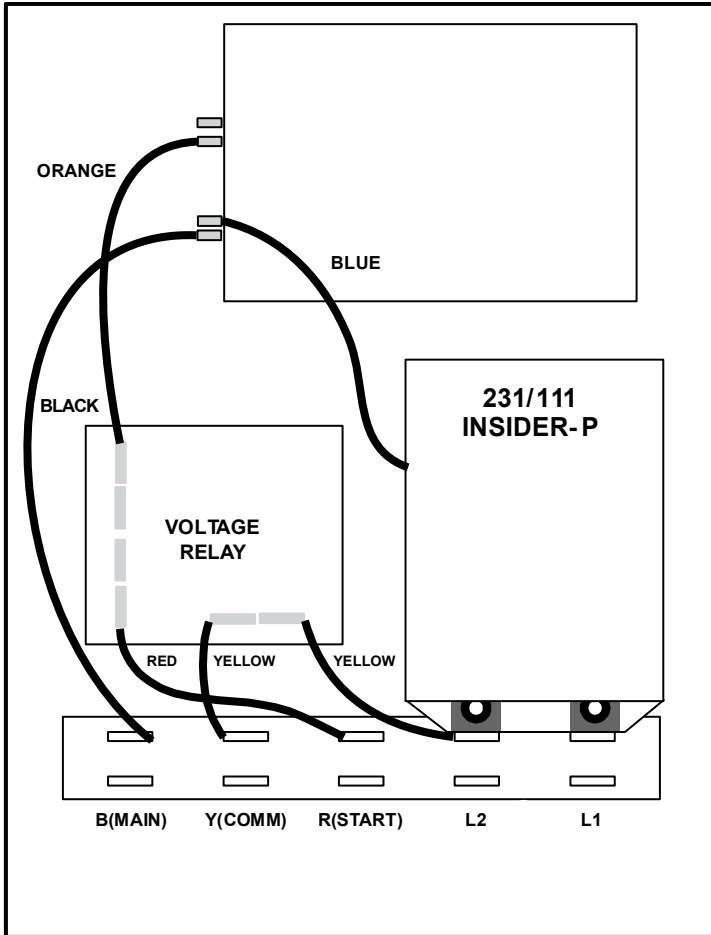 ORANGE
BLUE
BLACK
231/111
INSIDER-P
VOLTAGE
RELAY
RED YELLOW YELLOW
B(MAIN) Y(COMM) R(START) L2 L1